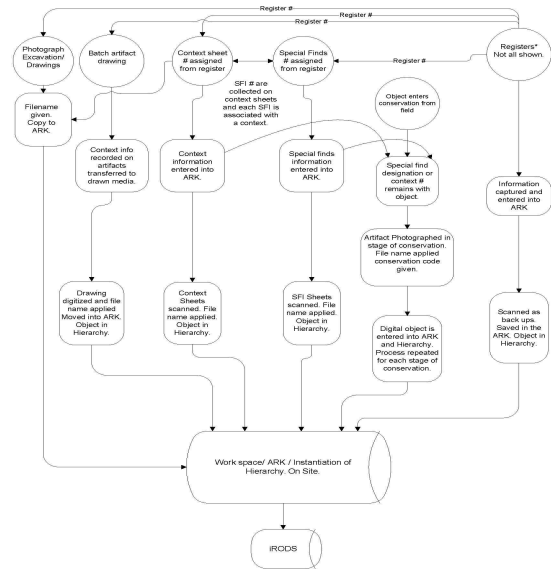 Register #
Register #
Register #
Photograph
Excavation/
Drawings
Batch artifact
drawing
Context sheet
# assigned
from register
Special Finds
# assigned
from register
Registers*
Not all shown.
SFI # are
collected on
context sheets
and each SFI is
associated with
a context.
Object enters
conservation from
field
Filename
given.
Copy to
ARK.
Context info
recorded on
artifacts
transferred to
drawn media.
Context
information
entered into
ARK.
Special finds
information
entered into
ARK.
Special find
designation or
context #
remains with
object.
Information
captured and
entered into
ARK
Artifact Photographed in
stage of conservation.
File name applied
conservation code
given.
Drawing
digitized and file
name applied
Moved into ARK.
Object in
Hierarchy.
Context
Sheets
scanned. File
name applied.
Object in
Hierarchy.
SFI Sheets
scanned. File
name applied.
Object in
Hierarchy.
Digital object is
entered into ARK
and Hierarchy.
Process repeated
for each stage of
conservation.
Scanned as
back ups.
Saved in the
ARK. Object in
Hierarchy.
Work space/ ARK / Instantiation of
Hierarchy. On Site.
iRODS